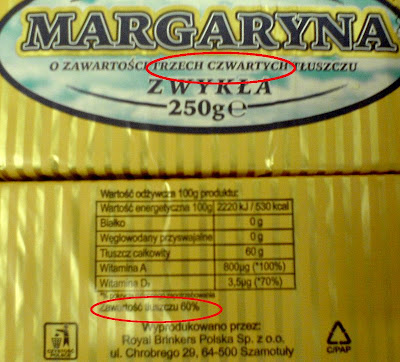 MARGARYNA
O ZAWARTOŚCI TRZECH CZWARTYCH TŁUSZCZU
ZWYKŁA
250g℮
Wartość odżywcza 100g produktu:
Wartość energetyczna 100g 2220 kJ / 530 kcal
Białko 0 g
Węglowodany przyswajalne 0 g
Tłuszcz całkowity 60 g
Witamina A 800µg (*100%)
Witamina D₃ 3,5µg (*70%)
Zawartość tłuszczu 60%
Wyprodukowano przez:
Royal Brinkers Polska Sp. z o.o.
ul. Chrobrego 29, 64-500 Szamotuły
C/PAP